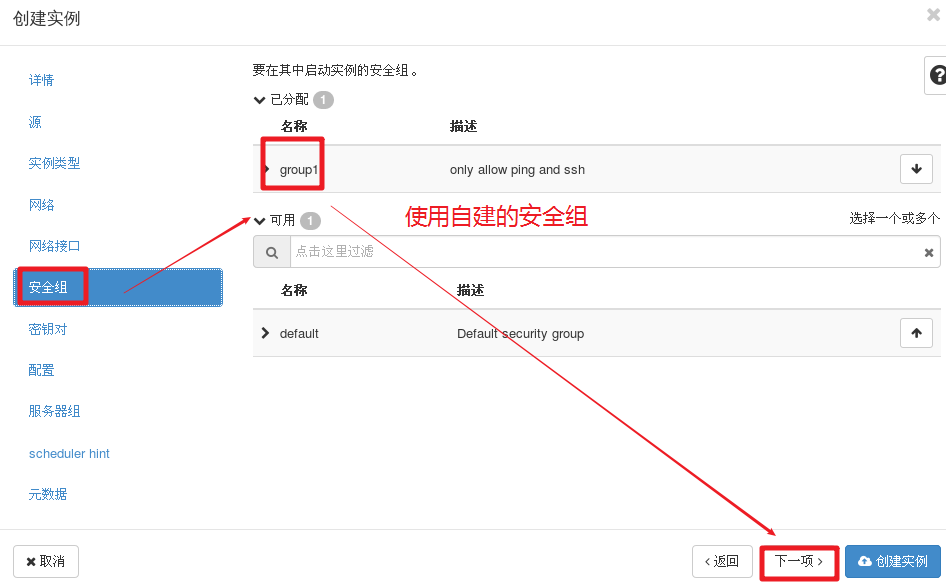 创建实例
详情
源
实例类型
网络
网络接口
安全组
密钥对
配置
服务器组
scheduler hint
元数据
要在其中启动实例的安全组。
已分配 1
名称 描述
group1 only allow ping and ssh
可用 1
使用自建的安全组
选择一个或多个
点击这里过滤
名称 描述
default Default security group
取消
返回
下一项
创建实例